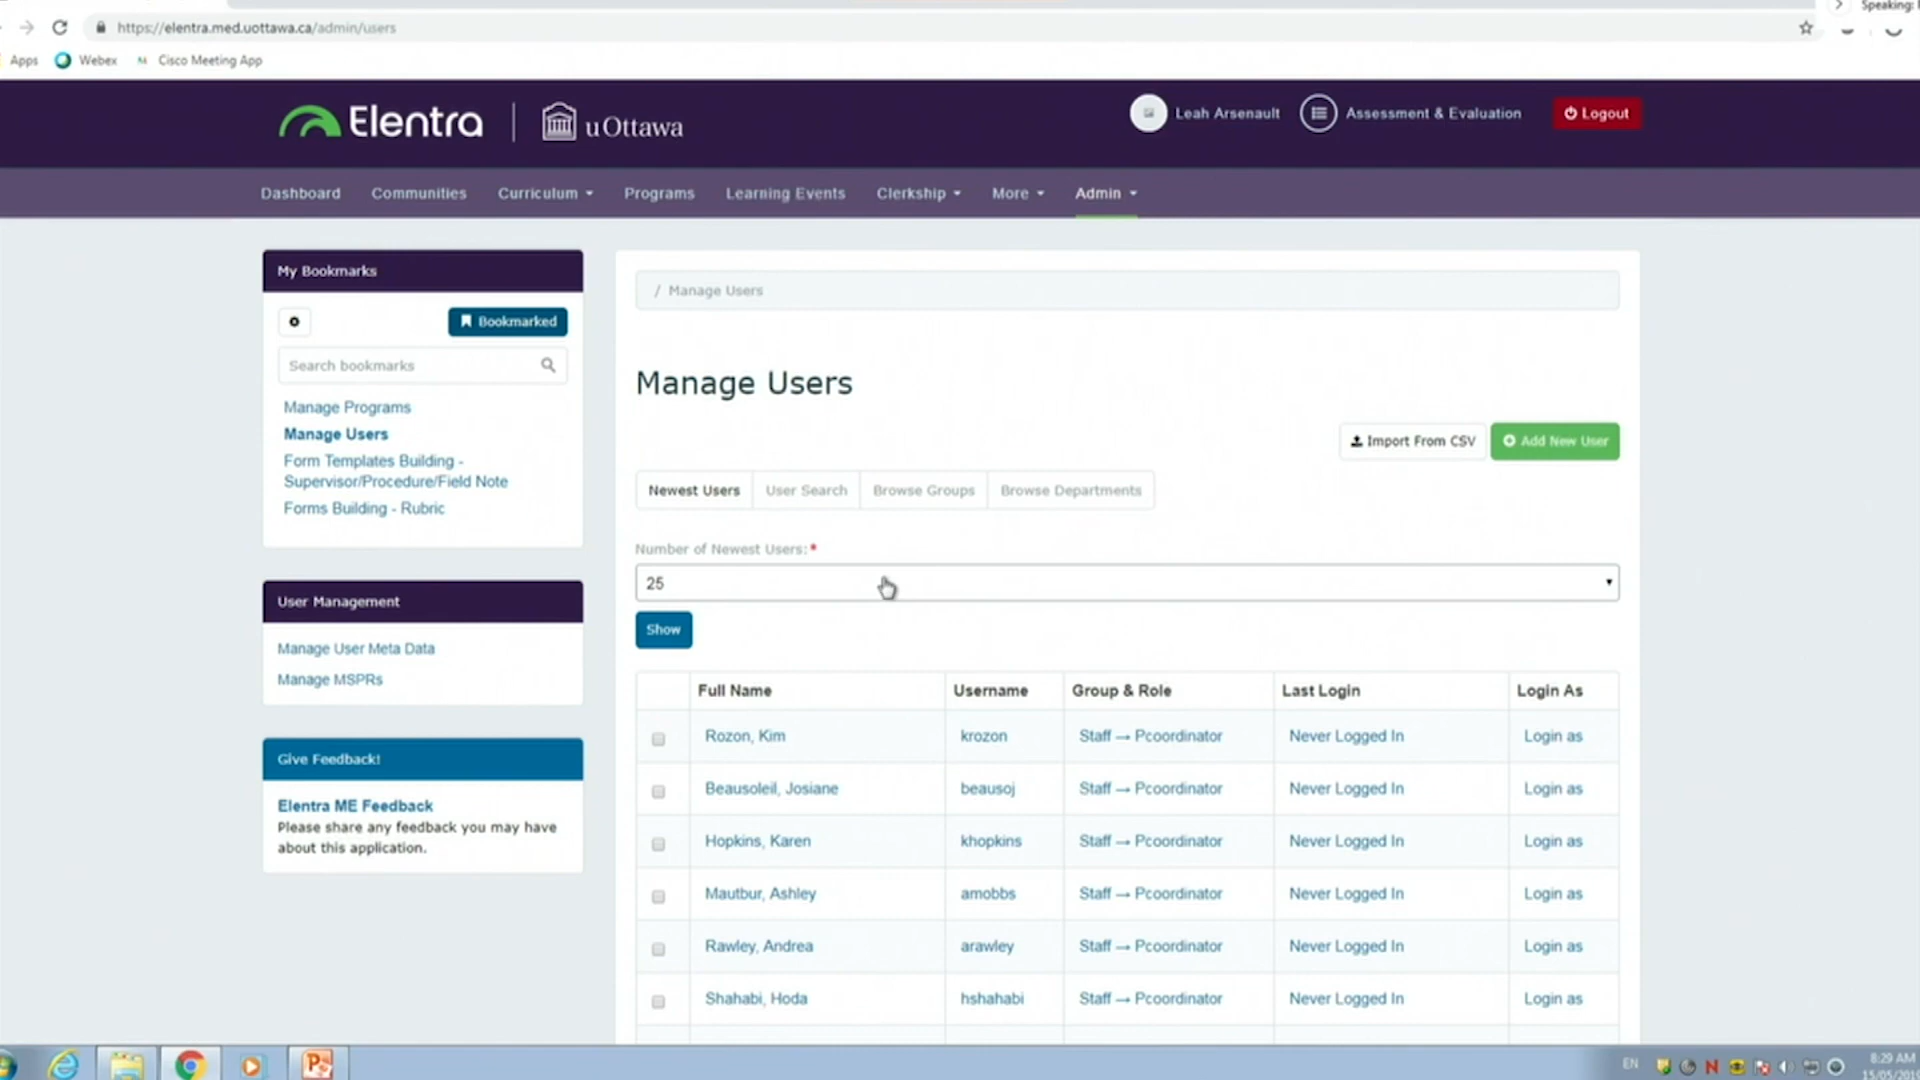 Speaking:
https://elentra.med.uottawa.ca/admin/users
Apps Webex Cisco Meeting App
Elentra | uOttawa
Leah Arsenault Assessment & Evaluation Logout
Dashboard Communities Curriculum Programs Learning Events Clerkship More Admin
My Bookmarks
Bookmarked
Search bookmarks
Manage Programs
Manage Users
Form Templates Building -
Supervisor/Procedure/Field Note
Forms Building - Rubric
User Management
Manage User Meta Data
Manage MSPRs
Give Feedback!
Elentra ME Feedback
Please share any feedback you may have
about this application.
/ Manage Users
Manage Users
Import From CSV Add New User
Newest Users User Search Browse Groups Browse Departments
Number of Newest Users:*
25
Show
Full Name Username Group & Role Last Login Login As
Rozon, Kim krozon Staff → Pcoordinator Never Logged In Login as
Beausoleil, Josiane beausoj Staff → Pcoordinator Never Logged In Login as
Hopkins, Karen khopkins Staff → Pcoordinator Never Logged In Login as
Mautbur, Ashley amobbs Staff → Pcoordinator Never Logged In Login as
Rawley, Andrea arawley Staff → Pcoordinator Never Logged In Login as
Shahabi, Hoda hshahabi Staff → Pcoordinator Never Logged In Login as
EN
8:29 AM